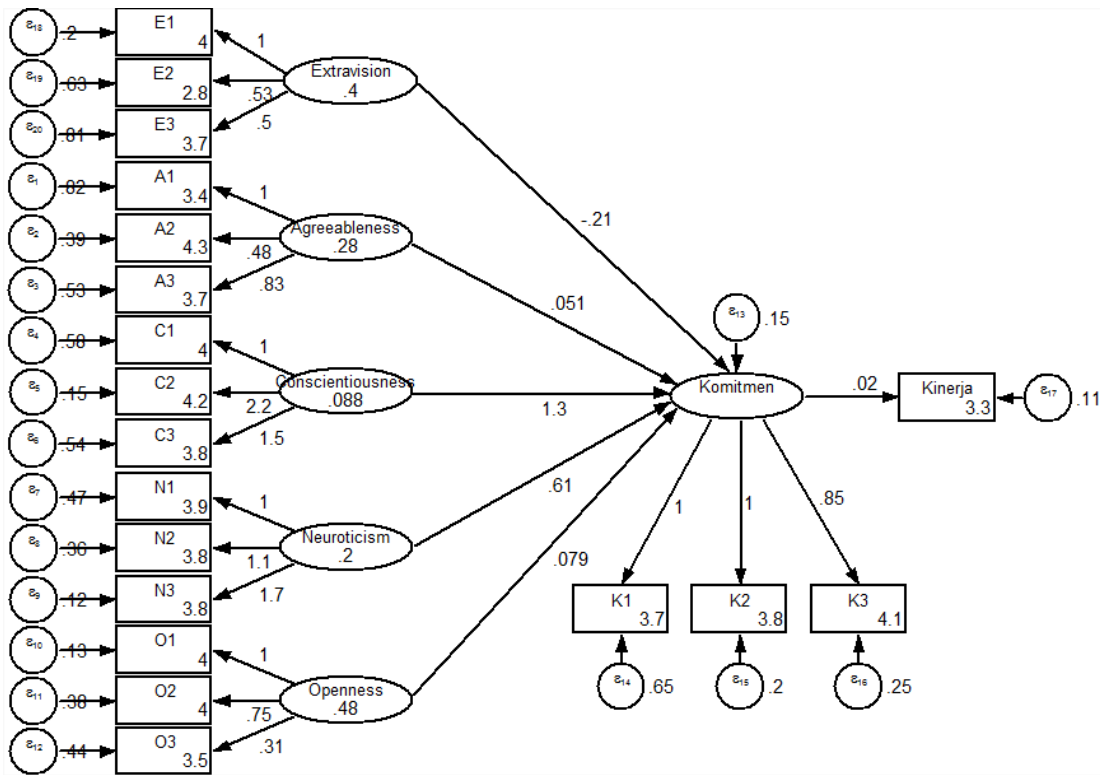 ε18 .2 E1 4
ε19 .63 E2 2.8
ε20 .81 E3 3.7
1
.53
.5
Extravision
.4
-.21
ε1 .82 A1 3.4
ε2 .39 A2 4.3
ε3 .53 A3 3.7
1
.48
.83
Agreeableness
.28
.051
ε4 .58 C1 4
ε5 .15 C2 4.2
ε6 .54 C3 3.8
1
2.2
1.5
Conscientiousness
.088
1.3
ε7 .47 N1 3.9
ε8 .36 N2 3.8
ε9 .12 N3 3.8
1
1.1
1.7
Neuroticism
.2
.61
ε10 .13 O1 4
ε11 .38 O2 4
ε12 .44 O3 3.5
1
.75
.31
Openness
.48
.079
ε13 .15
Komitmen
.02
Kinerja
3.3
ε17 .11
1
1
.85
K1
3.7
K2
3.8
K3
4.1
ε14 .65
ε15 .2
ε16 .25